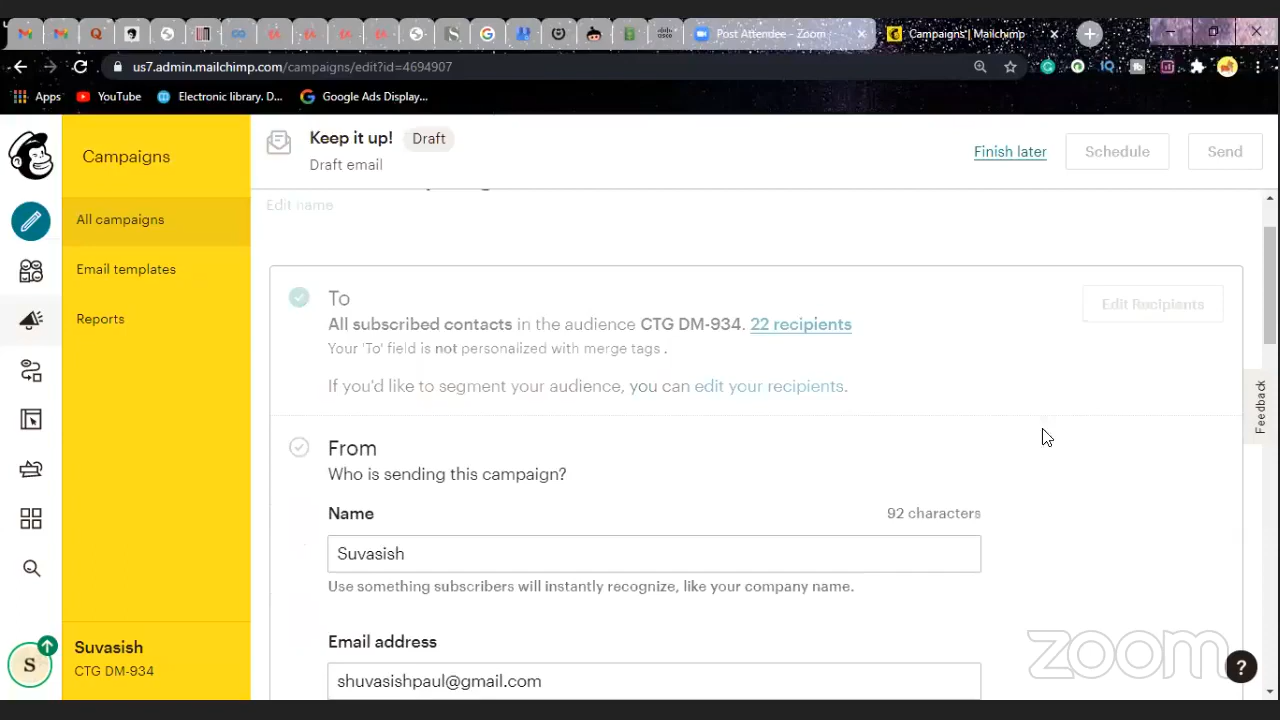 Post Attendee - Zoom
Campaigns | Mailchimp
us7.admin.mailchimp.com/campaigns/edit?id=4694907
Apps
YouTube
Electronic library. D...
Google Ads Display...
Campaigns
All campaigns
Email templates
Reports
Suvasish
CTG DM-934
S
Keep it up!
Draft
Draft email
Finish later
Schedule
Send
Edit name
To
Edit Recipients
All subscribed contacts in the audience CTG DM-934. 22 recipients
Your 'To' field is not personalized with merge tags .
If you'd like to segment your audience, you can edit your recipients.
From
Who is sending this campaign?
Name
92 characters
Suvasish
Use something subscribers will instantly recognize, like your company name.
Email address
shuvasishpaul@gmail.com
Feedback
zoom
?